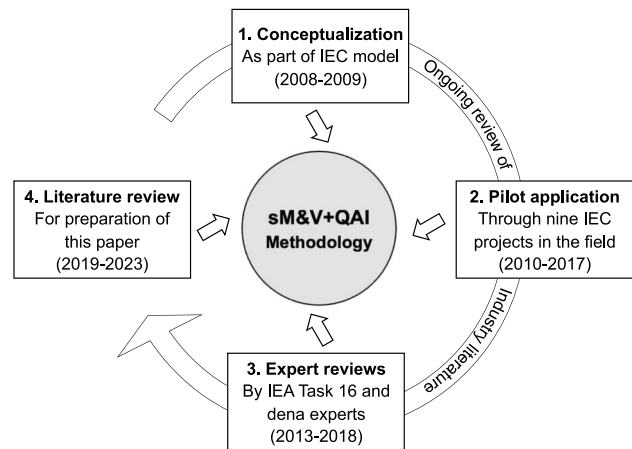 1. Conceptualization
As part of IEC model
(2008-2009)
Ongoing review of
sM&V+QAI
Methodology
4. Literature review
For preparation of
this paper
(2019-2023)
2. Pilot application
Through nine IEC
projects in the field
(2010-2017)
Industry literature
3. Expert reviews
By IEA Task 16 and
dena experts
(2013-2018)